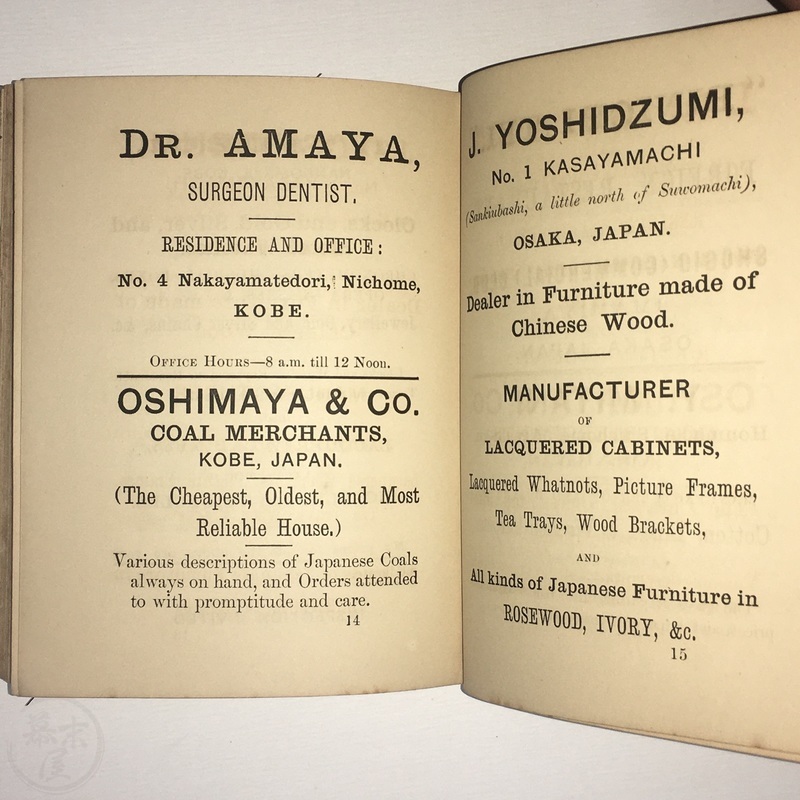 DR. AMAYA,
SURGEON DENTIST.
RESIDENCE AND OFFICE:
No. 4 Nakayamatedori, Nichome,
KOBE.
OFFICE HOURS—8 a.m. till 12 Noon.
OSHIMAYA & CO.
COAL MERCHANTS,
KOBE, JAPAN.
(The Cheapest, Oldest, and Most
Reliable House.)
Various descriptions of Japanese Coals
always on hand, and Orders attended
to with promptitude and care.
14
J. YOSHIDZUMI,
No. 1 KASAYAMACHI
(Sankiubashi, a little north of Suwomachi),
OSAKA, JAPAN.
Dealer in Furniture made of
Chinese Wood.
MANUFACTURER
OF
LACQUERED CABINETS,
Lacquered Whatnots, Picture Frames,
Tea Trays, Wood Brackets,
AND
All kinds of Japanese Furniture in
ROSEWOOD, IVORY, &c.
15
幕末屋